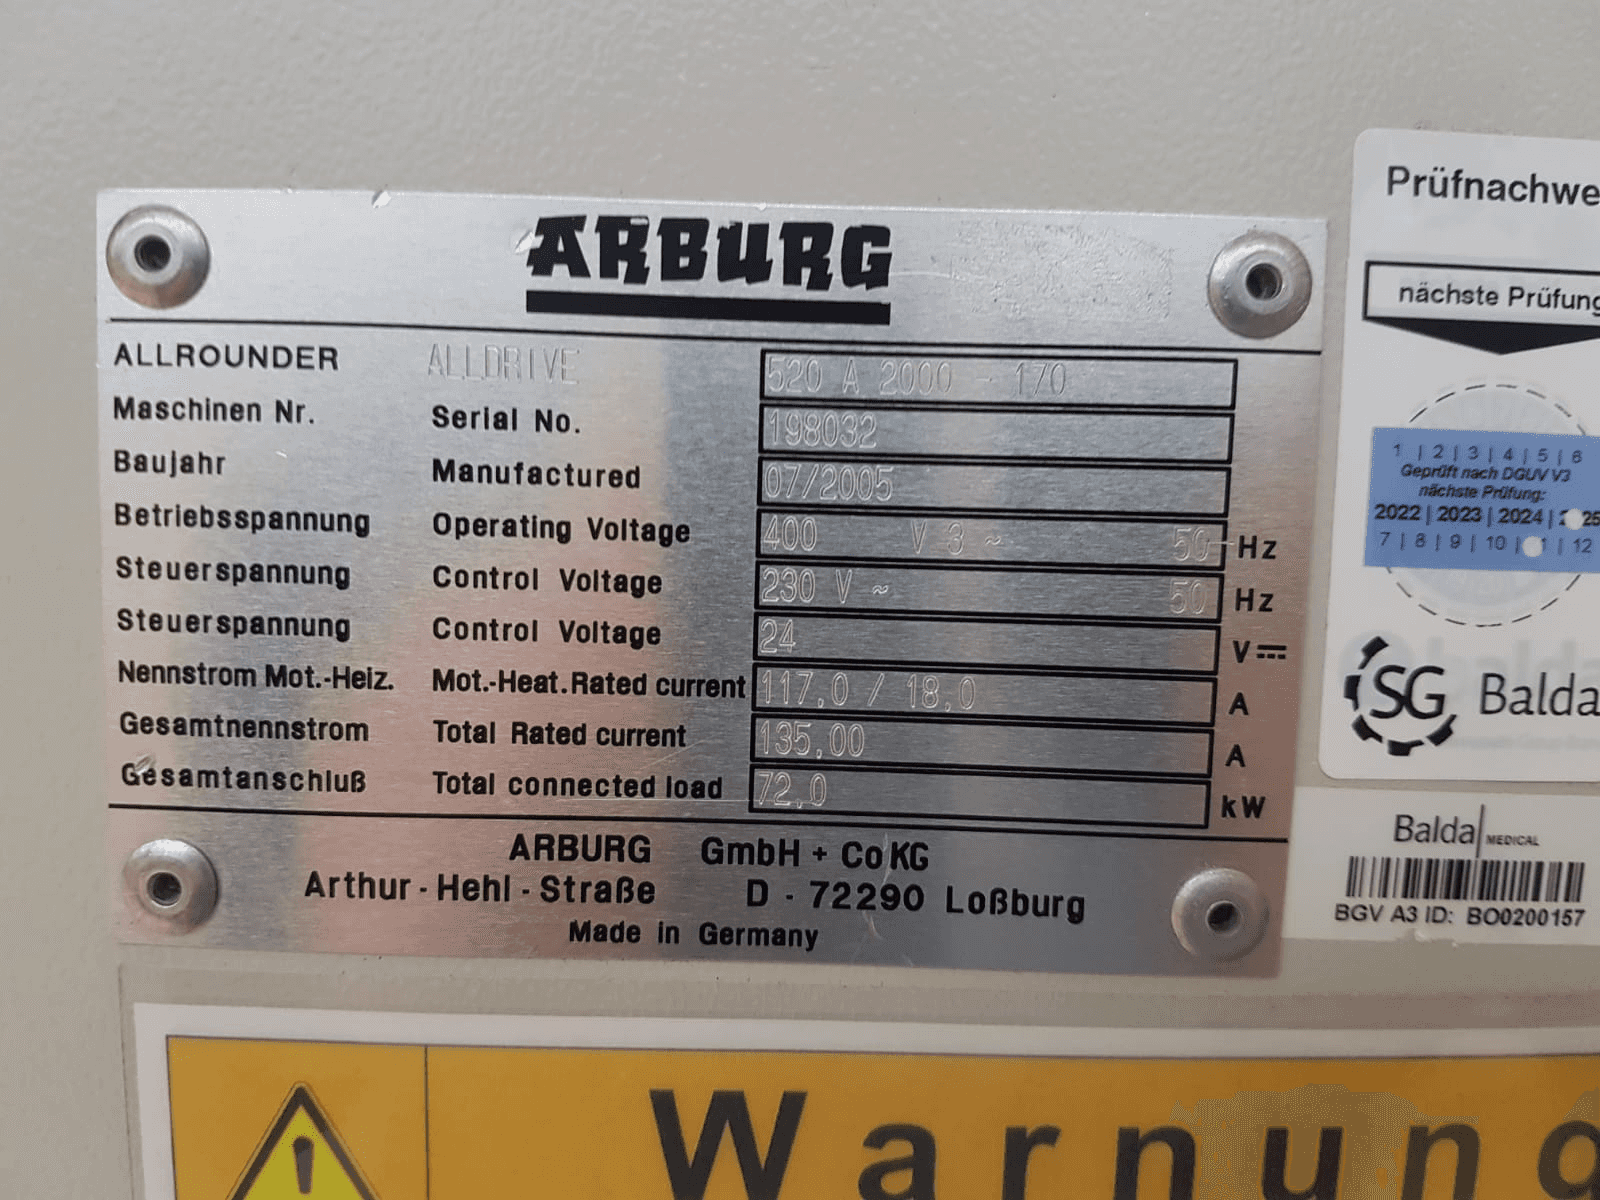 ARBURG
ALLROUNDER ALLDRIVE 520 A 2000 - 170
Maschinen Nr. Serial No. 198032
Baujahr Manufactured 07/2005
Betriebsspannung Operating Voltage 400 V 3 ~ 50 Hz
Steuerspannung Control Voltage 230 V ~ 50 Hz
Steuerspannung Control Voltage 24 V⎓
Nennstrom Mot.-Heiz. Mot.-Heat.Rated current 117,0 / 18,0 A
Gesamtnennstrom Total Rated current 135,00 A
Gesamtanschluß Total connected load 72,0 kW
ARBURG GmbH + Co KG
Arthur - Hehl - Straße D - 72290 Loßburg
Made in Germany
Prüfnachwe
nächste Prüfung
1 | 2 | 3 | 4 | 5 | 6
Geprüft nach DGUV V3
nächste Prüfung:
2022 | 2023 | 2024 | 2025
7 | 8 | 9 | 10 | 11 | 12
SG Balda
Balda MEDICAL
BGV A3 ID: BO0200157
Warnung